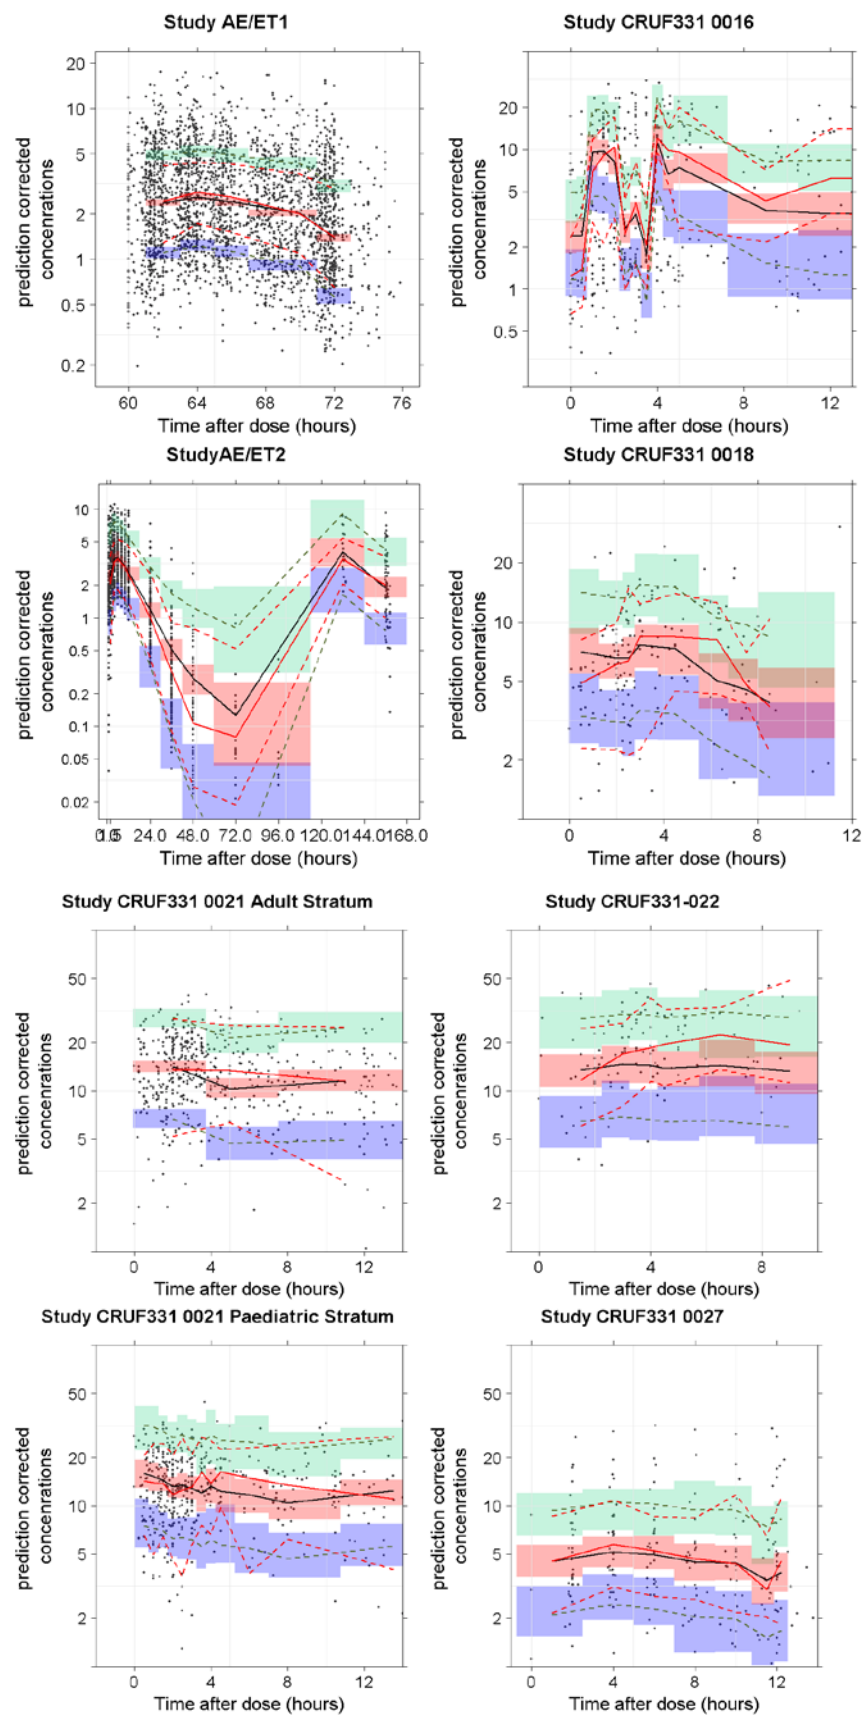 Study AE/ET1
20
10
5
2
1
0.5
0.2
60 64 68 72 76
prediction corrected
concenrations
Time after dose (hours)
Study CRUF331 0016
20
10
5
2
1
0.5
0 4 8 12
prediction corrected
concenrations
Time after dose (hours)
StudyAE/ET2
10
5
2
1
0.5
0.2
0.1
0.05
0.02
24.0 48.0 72.0 96.0 120.0 144.0 168.0
prediction corrected
concenrations
Time after dose (hours)
Study CRUF331 0018
20
10
5
2
0 4 8 12
prediction corrected
concenrations
Time after dose (hours)
Study CRUF331 0021 Adult Stratum
50
20
10
5
2
0 4 8 12
prediction corrected
concenrations
Time after dose (hours)
Study CRUF331-022
50
20
10
5
2
0 4 8
prediction corrected
concenrations
Time after dose (hours)
Study CRUF331 0021 Paediatric Stratum
50
20
10
5
2
0 4 8 12
prediction corrected
concenrations
Time after dose (hours)
Study CRUF331 0027
50
20
10
5
2
0 4 8 12
prediction corrected
concenrations
Time after dose (hours)